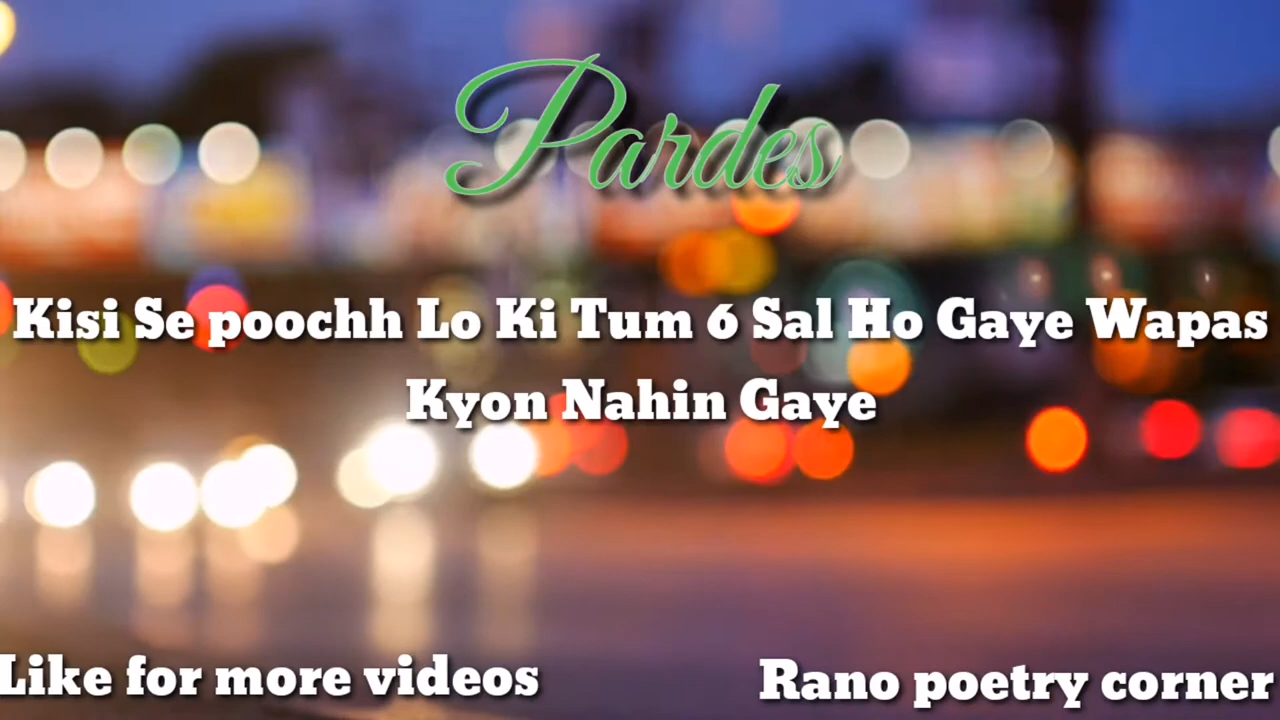 Pardes
Kisi Se poochh Lo Ki Tum 6 Sal Ho Gaye Wapas
Kyon Nahin Gaye
Like for more videos
Rano poetry corner